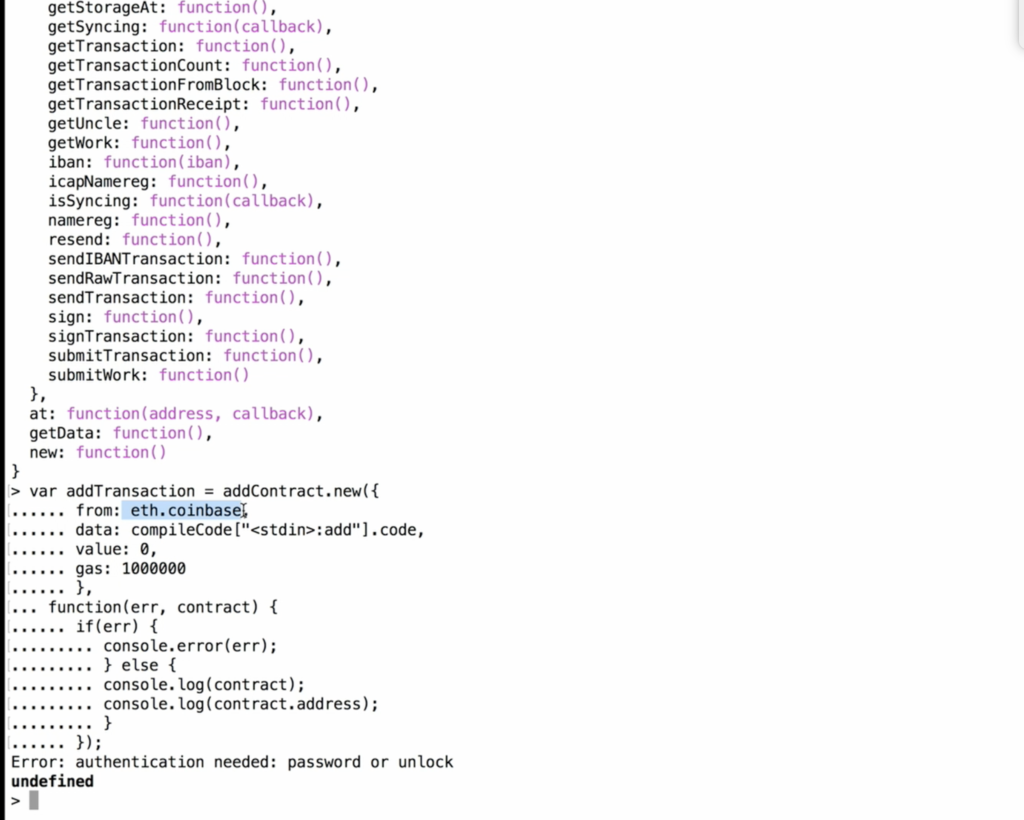 getStorageAt: function(),
getSyncing: function(callback),
getTransaction: function(),
getTransactionCount: function(),
getTransactionFromBlock: function(),
getTransactionReceipt: function(),
getUncle: function(),
getWork: function(),
iban: function(iban),
icapNamereg: function(),
isSyncing: function(callback),
namereg: function(),
resend: function(),
sendIBANTransaction: function(),
sendRawTransaction: function(),
sendTransaction: function(),
sign: function(),
signTransaction: function(),
submitTransaction: function(),
submitWork: function()
},
at: function(address, callback),
getData: function(),
new: function()
}
> var addTransaction = addContract.new({
...... from: eth.coinbase,
...... data: compileCode["<stdin>:add"].code,
...... value: 0,
...... gas: 1000000
...... },
... function(err, contract) {
...... if(err) {
......... console.error(err);
......... } else {
......... console.log(contract);
......... console.log(contract.address);
......... }
...... });
Error: authentication needed: password or unlock
undefined
>